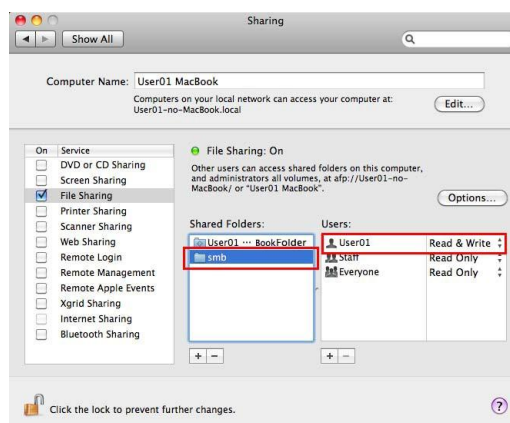 Sharing
Show All
Computer Name: User01 MacBook
Computers on your local network can access your computer at:
User01-no-MacBook.local
Edit...
On Service
DVD or CD Sharing
Screen Sharing
File Sharing
Printer Sharing
Scanner Sharing
Web Sharing
Remote Login
Remote Management
Remote Apple Events
Xgrid Sharing
Internet Sharing
Bluetooth Sharing
File Sharing: On
Other users can access shared folders on this computer,
and administrators all volumes, at afp://User01-no-
MacBook/ or "User01 MacBook".
Options...
Shared Folders:
User01 ··· BookFolder
smb
Users:
User01 Read & Write
Staff Read Only
Everyone Read Only
+ −
+ −
Click the lock to prevent further changes.
?